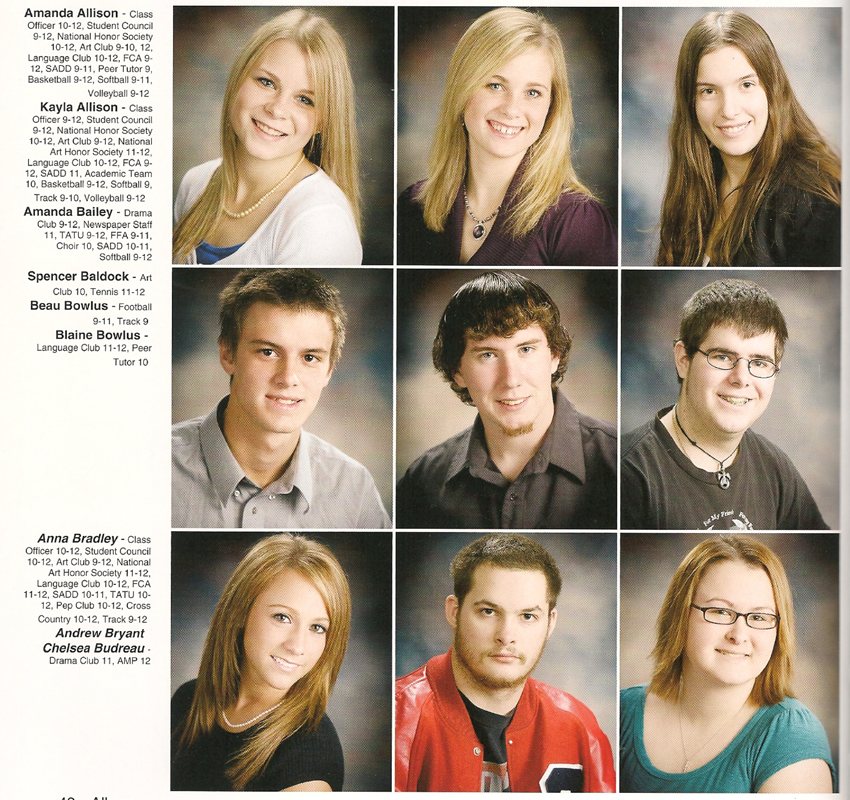 Amanda Allison - Class
Officer 10-12, Student Council
9-12, National Honor Society
10-12, Art Club 9-10, 12,
Language Club 10-12, FCA 9-
12, SADD 9-11, Peer Tutor 9,
Basketball 9-12, Softball 9-11,
Volleyball 9-12
Kayla Allison - Class
Officer 9-12, Student Council
9-12, National Honor Society
10-12, Art Club 9-12, National
Art Honor Society 11-12,
Language Club 10-12, FCA 9-
12, SADD 11, Academic Team
10, Basketball 9-12, Softball 9,
Track 9-10, Volleyball 9-12
Amanda Bailey - Drama
Club 9-12, Newspaper Staff
11, TATU 9-12, FFA 9-11,
Choir 10, SADD 10-11,
Softball 9-12
Spencer Baldock - Art
Club 10, Tennis 11-12
Beau Bowlus - Football
9-11, Track 9
Blaine Bowlus -
Language Club 11-12, Peer
Tutor 10
For My Friend
Anna Bradley - Class
Officer 10-12, Student Council
10-12, Art Club 9-12, National
Art Honor Society 11-12,
Language Club 10-12, FCA
11-12, SADD 10-11, TATU 10-
12, Pep Club 10-12, Cross
Country 10-12, Track 9-12
Andrew Bryant
Chelsea Budreau -
Drama Club 11, AMP 12